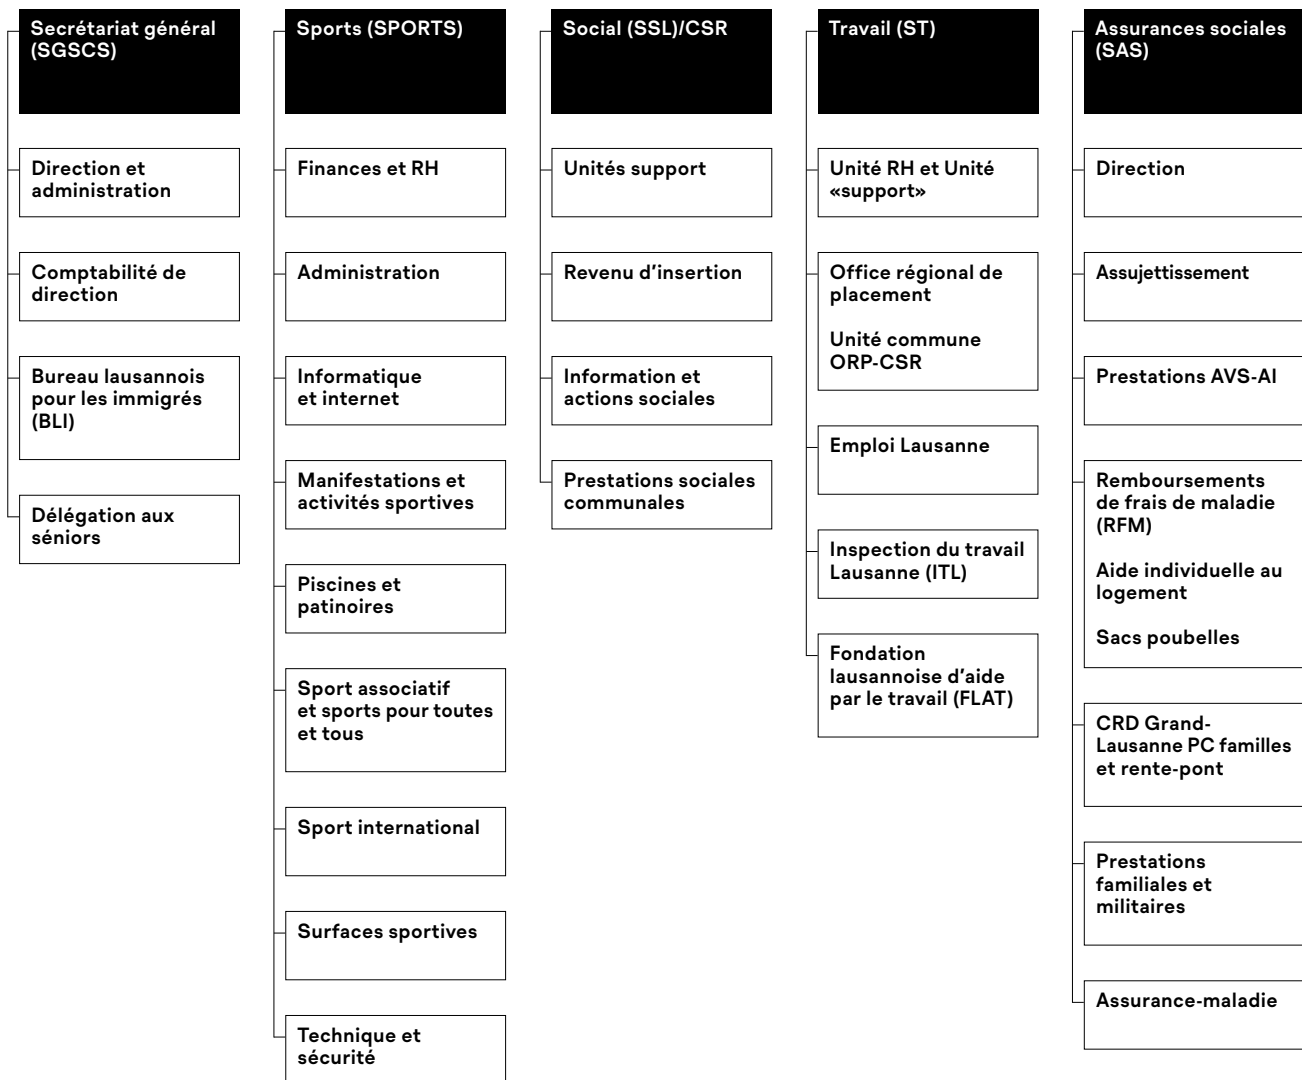 Secrétariat général
(SGSCS)
Direction et
administration
Comptabilité de
direction
Bureau lausannois
pour les immigrés
(BLI)
Délégation aux
séniors
Sports (SPORTS)
Finances et RH
Administration
Informatique
et internet
Manifestations et
activités sportives
Piscines et
patinoires
Sport associatif
et sports pour toutes
et tous
Sport international
Surfaces sportives
Technique et
sécurité
Social (SSL)/CSR
Unités support
Revenu d'insertion
Information et
actions sociales
Prestations sociales
communales
Travail (ST)
Unité RH et Unité
«support»
Office régional de
placement
Unité commune
ORP-CSR
Emploi Lausanne
Inspection du travail
Lausanne (ITL)
Fondation
lausannoise d'aide
par le travail (FLAT)
Assurances sociales
(SAS)
Direction
Assujettissement
Prestations AVS-AI
Remboursements
de frais de maladie
(RFM)
Aide individuelle au
logement
Sacs poubelles
CRD Grand-
Lausanne PC familles
et rente-pont
Prestations
familiales et
militaires
Assurance-maladie